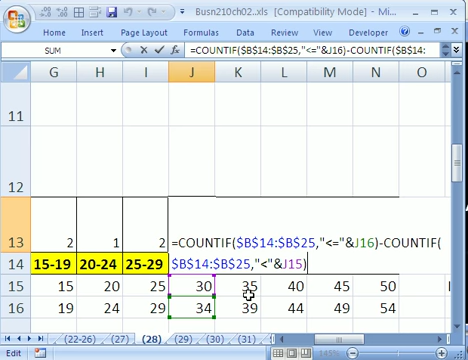 Busn210ch02..xls [Compatibility Mode] - Mi...
Home Insert Page Layout Formulas Data Review View Developer
SUM =COUNTIF($B$14:$B$25,"<="&J16)-COUNTIF($B$14:
G H I J K L M N O
11
12
13 2 1 2 =COUNTIF($B$14:$B$25,"<="&J16)-COUNTIF(
14 15-19 20-24 25-29 $B$14:$B$25,"<"&J15)
15 15 20 25 30 35 40 45 50
16 19 24 29 34 39 44 49 54
(22-26) (27) (28) (29) (30) (31)
Edit 145%